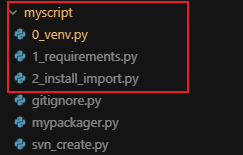 myscript
0_venv.py
1_requirements.py
2_install_import.py
gitignore.py
mypackager.py
svn_create.py